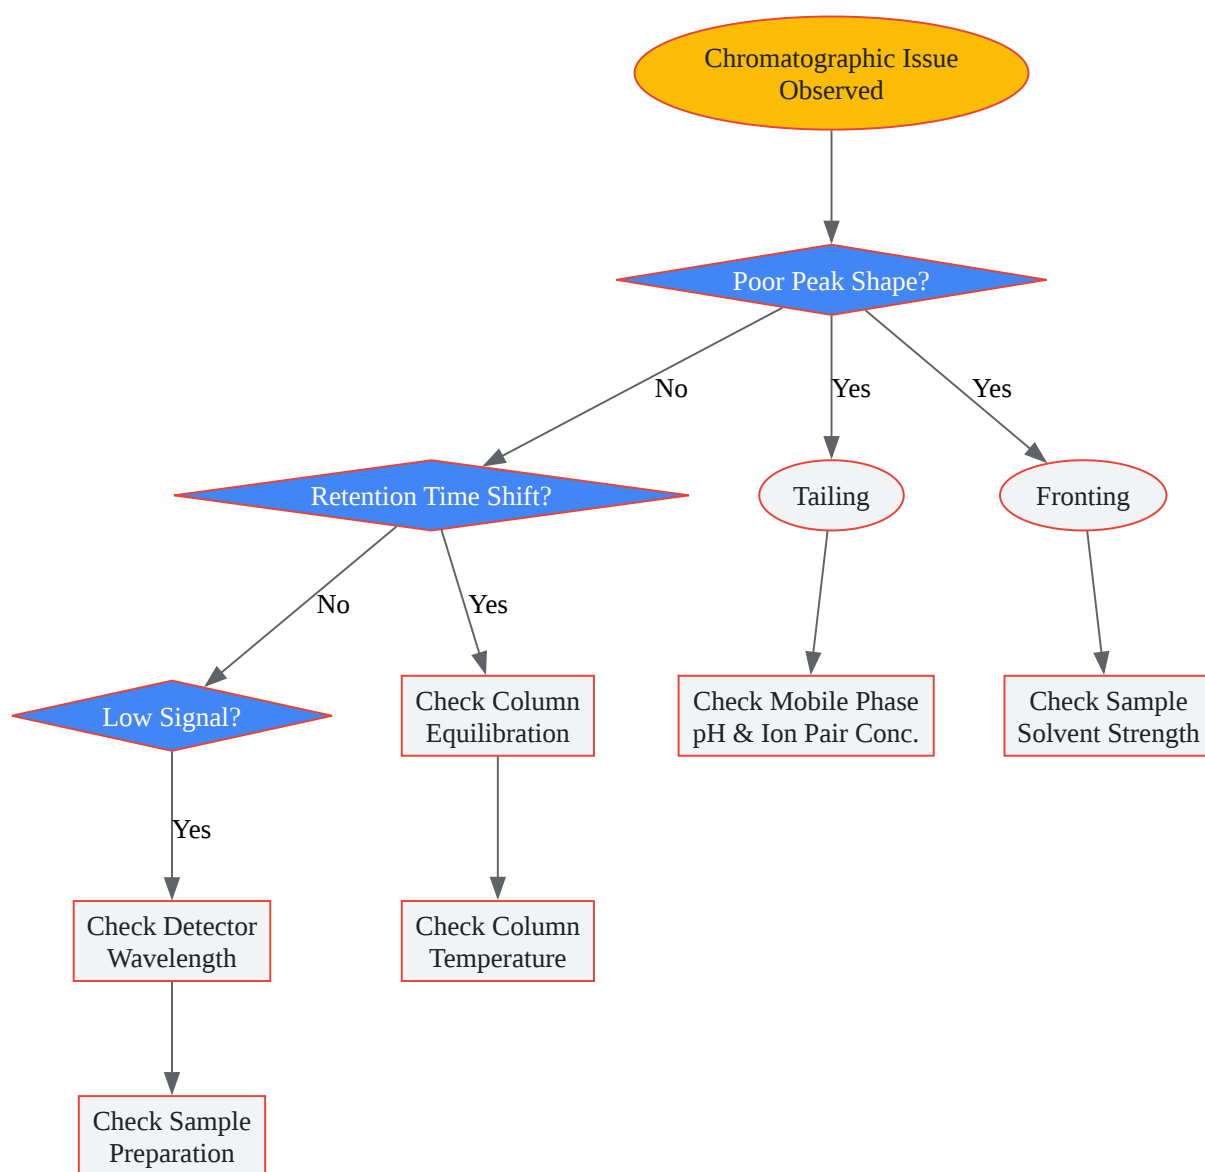 Chromatographic Issue
Observed
Poor Peak Shape?
No
Yes
Yes
Retention Time Shift?
Tailing
Fronting
No
Yes
Low Signal?
Check Column
Equilibration
Check Mobile Phase
pH & Ion Pair Conc.
Check Sample
Solvent Strength
Yes
Check Detector
Wavelength
Check Column
Temperature
Check Sample
Preparation